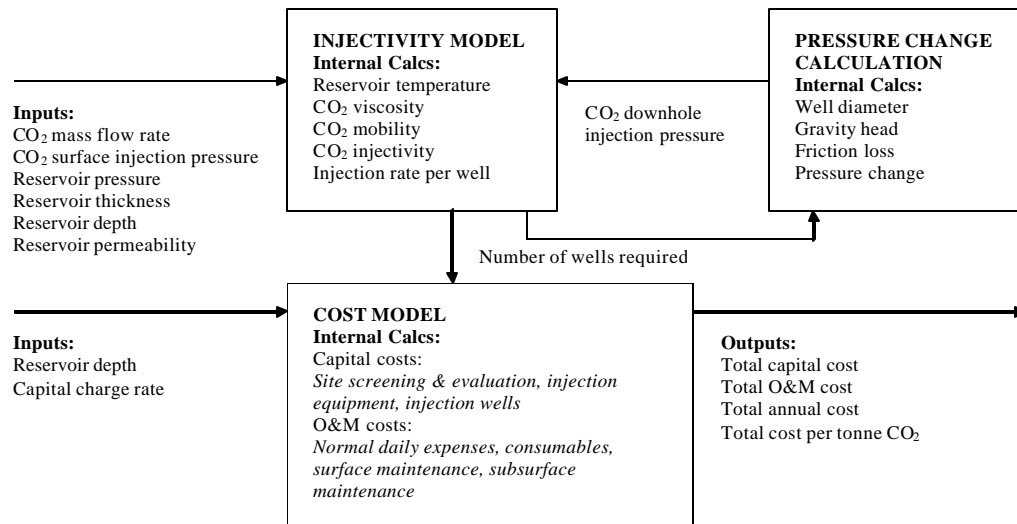 INJECTIVITY MODEL
Internal Calcs:
Reservoir temperature
CO2 viscosity
CO2 mobility
CO2 injectivity
Injection rate per well
PRESSURE CHANGE
CALCULATION
Internal Calcs:
Well diameter
Gravity head
Friction loss
Pressure change
Inputs:
CO2 mass flow rate
CO2 surface injection pressure
Reservoir pressure
Reservoir thickness
Reservoir depth
Reservoir permeability
CO2 downhole
injection pressure
Number of wells required
COST MODEL
Internal Calcs:
Capital costs:
Site screening & evaluation, injection
equipment, injection wells
O&M costs:
Normal daily expenses, consumables,
surface maintenance, subsurface
maintenance
Inputs:
Reservoir depth
Capital charge rate
Outputs:
Total capital cost
Total O&M cost
Total annual cost
Total cost per tonne CO2